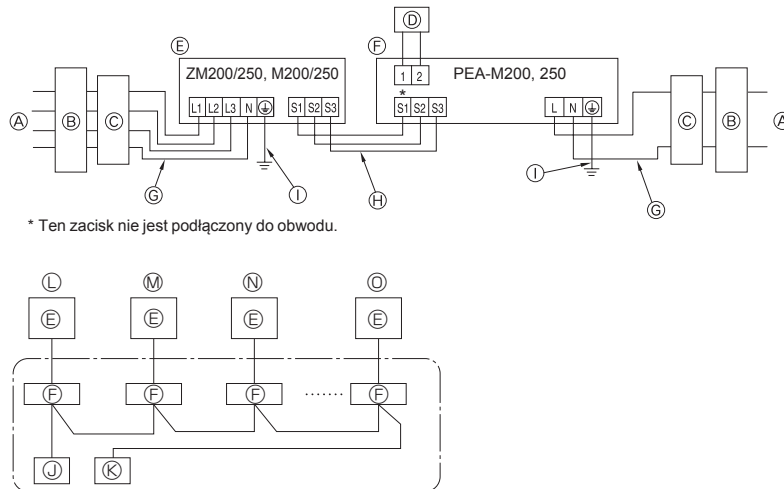 Ⓓ
Ⓔ Ⓕ
ZM200/250, M200/250 1 2 PEA-M200, 250
*
L1 L2 L3 N S1 S2 S3 S1 S2 S3 L N
Ⓐ Ⓑ Ⓒ Ⓒ Ⓑ Ⓐ
Ⓖ Ⓘ Ⓗ Ⓘ Ⓖ
* Ten zacisk nie jest podłączony do obwodu.
Ⓛ Ⓜ Ⓝ Ⓞ
Ⓔ Ⓔ Ⓔ Ⓔ
Ⓕ Ⓕ Ⓕ ........ Ⓕ
Ⓙ Ⓚ